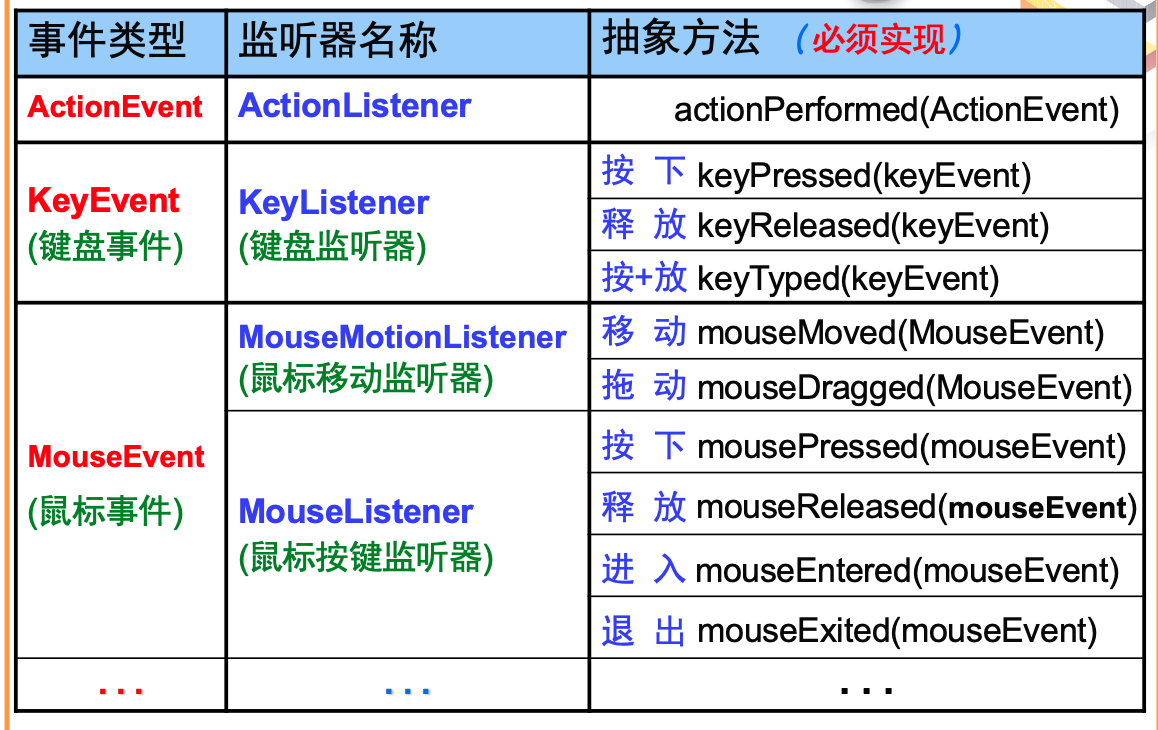 事件类型 监听器名称 抽象方法 （必须实现）
ActionEvent ActionListener actionPerformed(ActionEvent)
KeyEvent
(键盘事件)
KeyListener
(键盘监听器)
按 下 keyPressed(keyEvent)
释 放 keyReleased(keyEvent)
按+放 keyTyped(keyEvent)
MouseEvent
(鼠标事件)
MouseMotionListener
(鼠标移动监听器)
移 动 mouseMoved(MouseEvent)
拖 动 mouseDragged(MouseEvent)
MouseListener
(鼠标按键监听器)
按 下 mousePressed(mouseEvent)
释 放 mouseReleased(mouseEvent)
进 入 mouseEntered(mouseEvent)
退 出 mouseExited(mouseEvent)
... ... ...